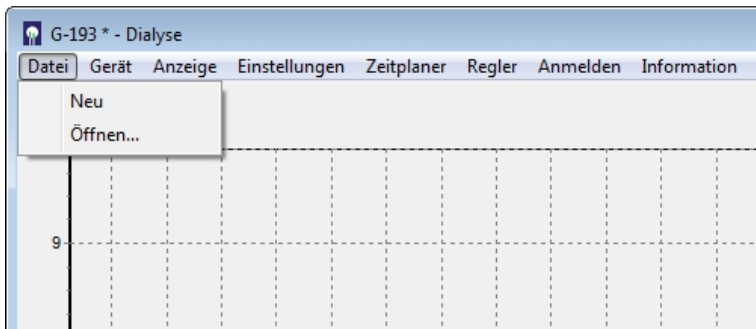 G-193 * - Dialyse
Datei Gerät Anzeige Einstellungen Zeitplaner Regler Anmelden Information
Neu
Öffnen...
9